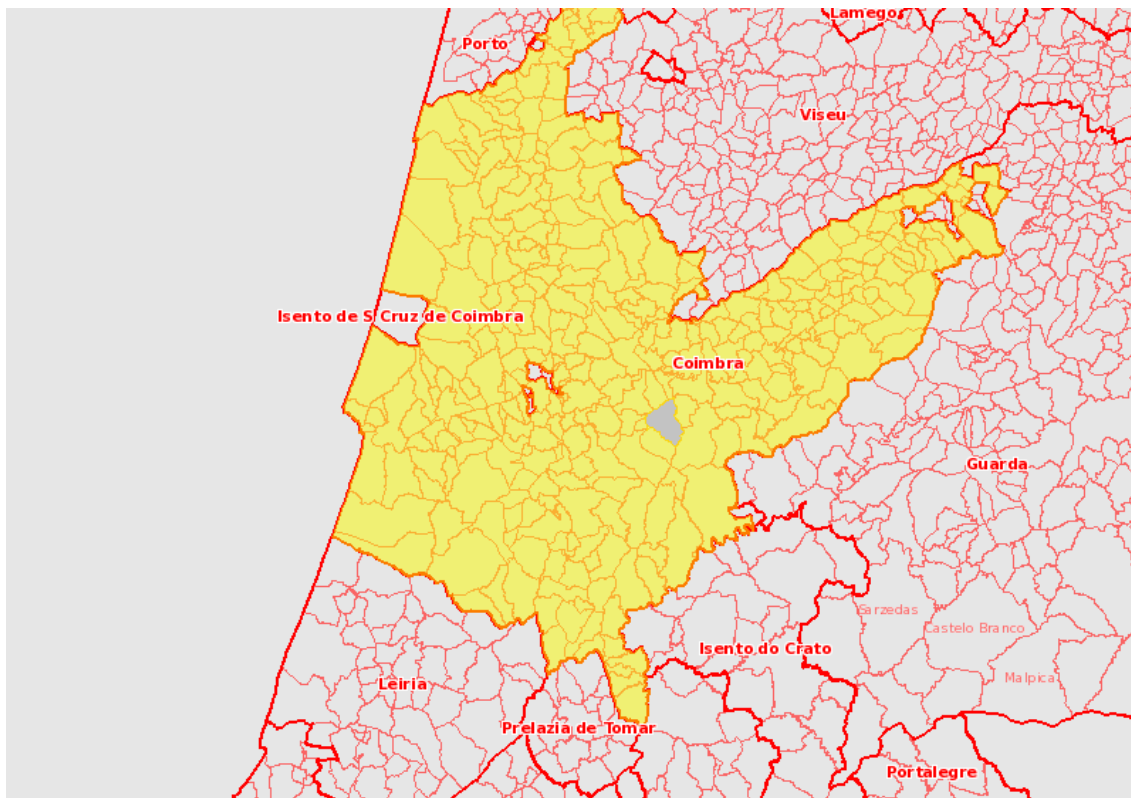 Lamego
Porto
Viseu
Isento de S Cruz de Coimbra
Coimbra
Guarda
Sarzedas
Castelo Branco
Isento do Crato
Malpica
Leiria
Prelazia de Tomar
Portalegre